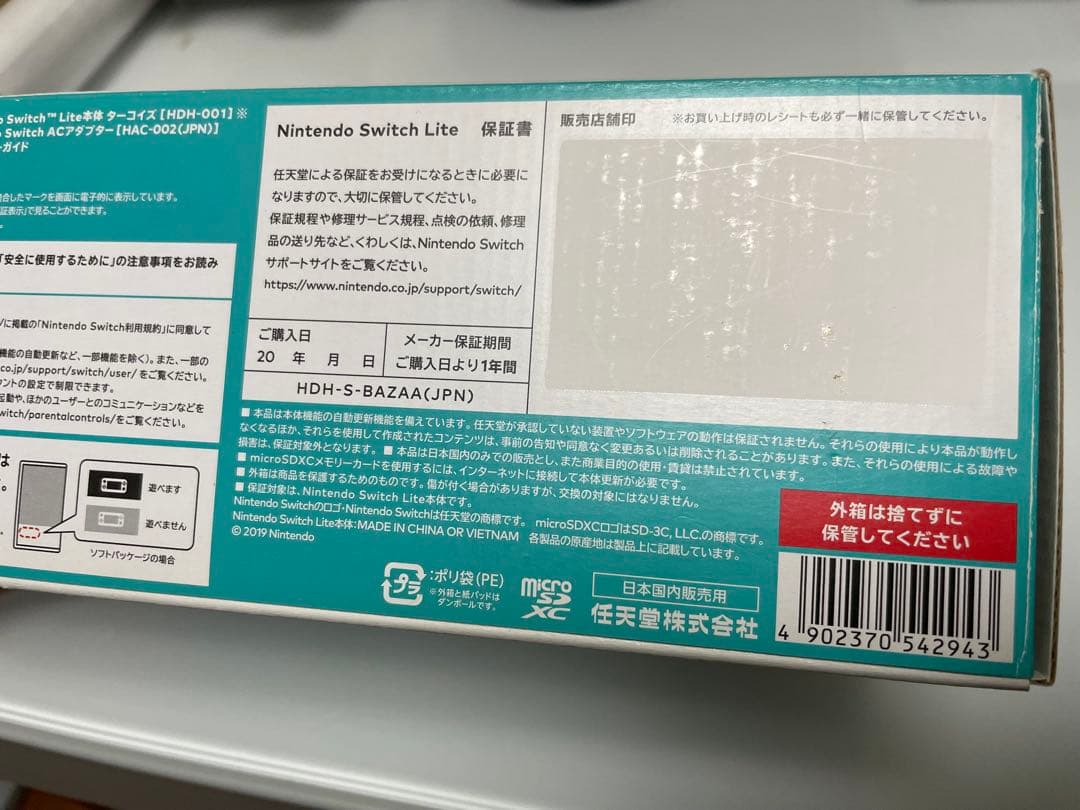 o Switch™ Lite本体 ターコイズ [HDH-001] ※
o Switch ACアダプター [HAC-002(JPN)]
ーガイド
合したマークを画面に電子的に表示しています。
証表示」で見ることができます。
「安全に使用するために」の注意事項をお読み
に掲載の「Nintendo Switch利用規約」に同意して
機能の自動更新など、一部機能を除く)。また、一部の
co.jp/support/switch/user/ をご覧ください。
ウントの設定で制限できます。
起動や、ほかのユーザーとのコミュニケーションなどを
witch/parentalcontrols/をご覧ください。
は
遊べます
遊べません
ソフトパッケージの場合
Nintendo Switch Lite 保証書
任天堂による保証をお受けになるときに必要に
なりますので、大切に保管してください。
保証規程や修理サービス規程、点検の依頼、修理
品の送り先など、くわしくは、Nintendo Switch
サポートサイトをご覧ください。
https://www.nintendo.co.jp/support/switch/
ご購入日
20 年 月 日
メーカー保証期間
ご購入日より1年間
HDH-S-BAZAA(JPN)
販売店舗印 ※お買い上げ時のレシートも必ず一緒に保管してください。
■ 本品は本体機能の自動更新機能を備えています。任天堂が承認していない装置やソフトウェアの動作は保証されません。それらの使用により本品が動作し
なくなるほか、それらを使用して作成されたコンテンツは、事前の告知や同意なく変更あるいは削除されることがあります。また、それらの使用による故障や
損害は、保証対象外となります。 ■ 本品は日本国内のみでの販売とし、また商業目的の使用・賃貸は禁止されています。
■ microSDXCメモリーカードを使用するには、インターネットに接続して本体更新が必要です。
■ 外箱は商品を保護するためのものです。傷が付く場合がありますが、交換の対象にはなりません。
■ 保証対象は、Nintendo Switch Lite本体です。
Nintendo Switchのロゴ・Nintendo Switchは任天堂の商標です。 microSDXCロゴはSD-3C, LLC.の商標です。
Nintendo Switch Lite本体:MADE IN CHINA OR VIETNAM 各製品の原産地は製品上に記載しています。
© 2019 Nintendo
外箱は捨てずに
保管してください
プラ
:ポリ袋(PE)
※外箱と紙パッドは
ダンボールです。
micro
SD
XC
日本国内販売用
任天堂株式会社
4 902370 542943